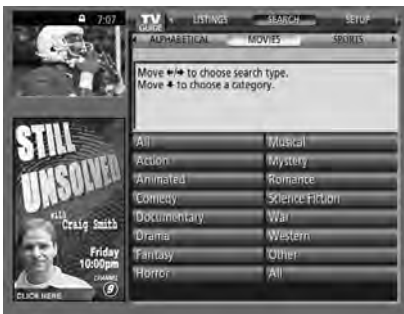 7:07
TV GUIDE
LISTINGS
SEARCH
SETUP
ALPHABETICAL
MOVIES
SPORTS
Move ←/→ to choose search type.
Move ↓ to choose a category.
All
Musical
Action
Mystery
Animated
Romance
Comedy
Science Fiction
Documentary
War
Drama
Western
Fantasy
Other
Horror
All
STILL
UNSOLVED
with
Craig Smith
Friday
10:00pm
CHANNEL
9
CLICK HERE